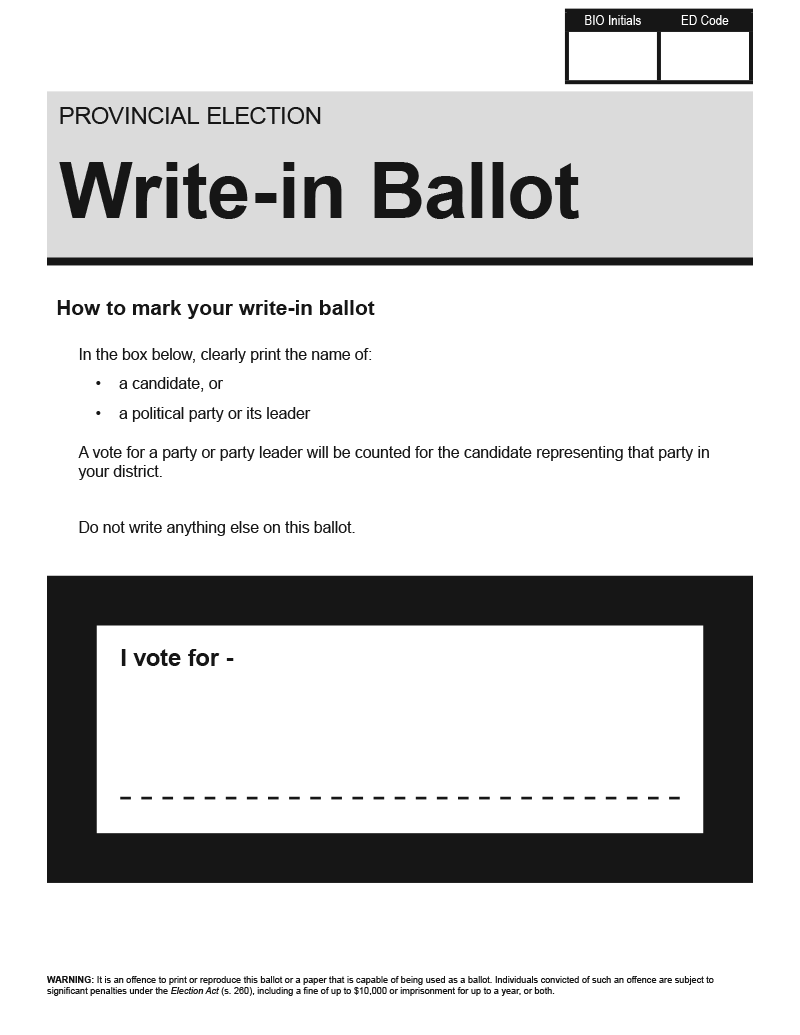 BIO Initials ED Code
PROVINCIAL ELECTION
Write-in Ballot
How to mark your write-in ballot
In the box below, clearly print the name of:
• a candidate, or
• a political party or its leader
A vote for a party or party leader will be counted for the candidate representing that party in
your district.
Do not write anything else on this ballot.
I vote for -
WARNING: It is an offence to print or reproduce this ballot or a paper that is capable of being used as a ballot. Individuals convicted of such an offence are subject to
significant penalties under the Election Act (s. 260), including a fine of up to $10,000 or imprisonment for up to a year, or both.